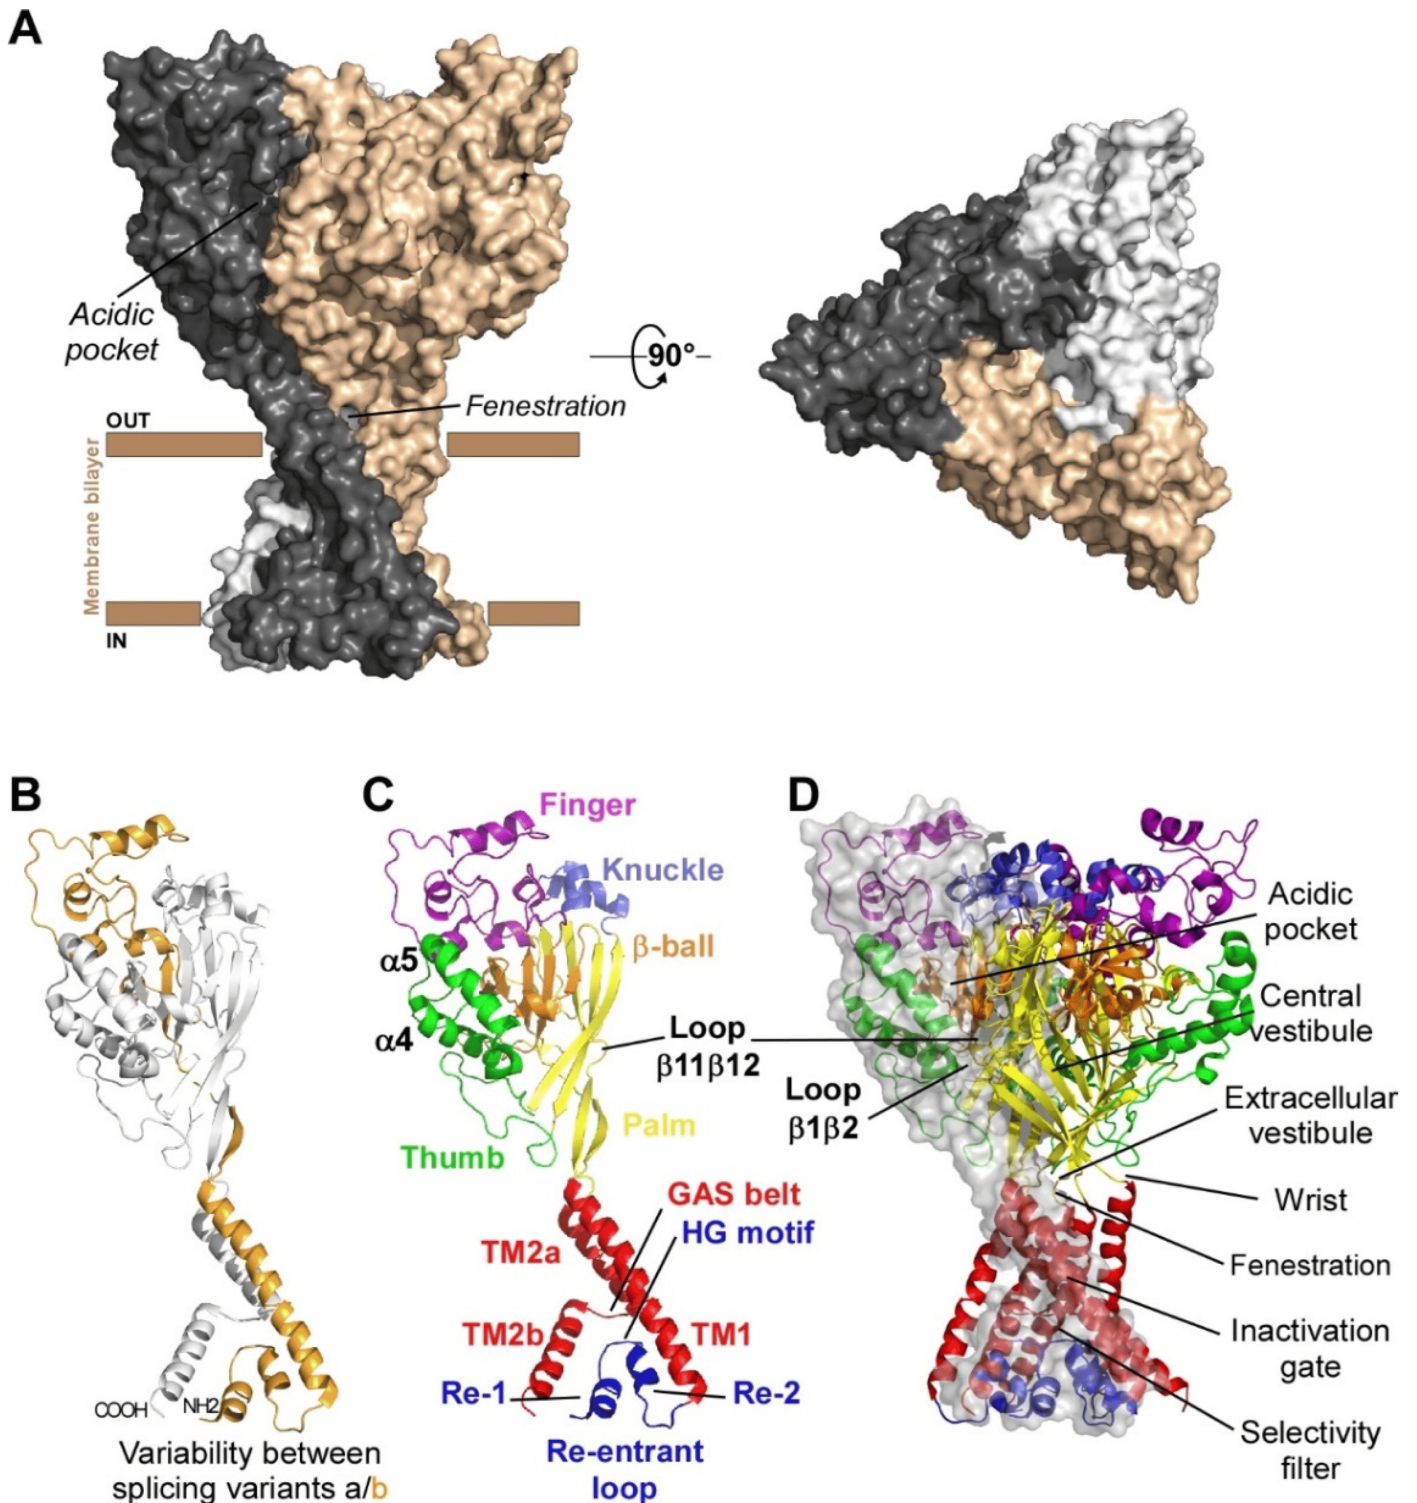 A
Acidic
pocket
Fenestration
90°
OUT
Membrane bilayer
IN
B
COOH
NH2
Variability between
splicing variants a/b
C
Finger
Knuckle
β-ball
α5
α4
Loop
β11β12
Palm
Thumb
GAS belt
HG motif
TM2a
TM2b
TM1
Re-1
Re-2
Re-entrant
loop
D
Loop
β1β2
Acidic
pocket
Central
vestibule
Extracellular
vestibule
Wrist
Fenestration
Inactivation
gate
Selectivity
filter